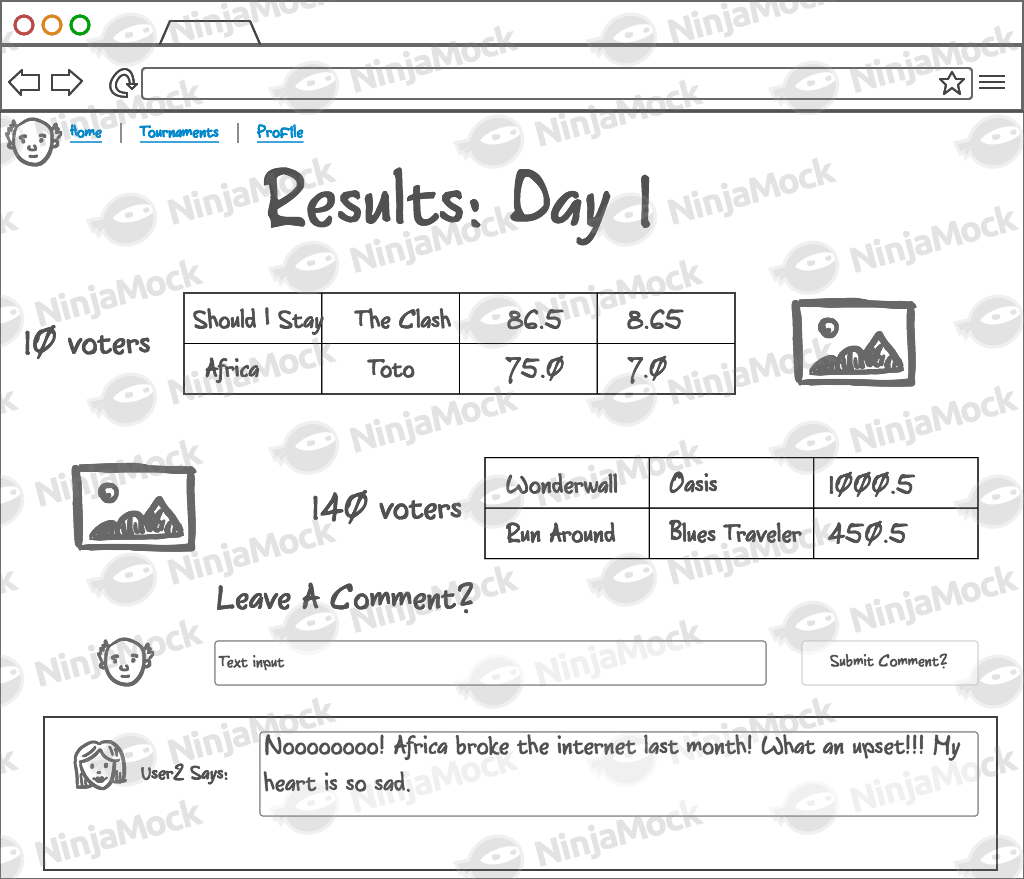 Home | Tournaments | Profile
Results: Day 1
10 voters
Should I Stay The Clash 86.5 8.65
Africa Toto 75.0 7.0
140 voters
Wonderwall Oasis 1000.5
Run Around Blues Traveler 450.5
Leave A Comment?
Text input
Submit Comment?
User2 Says:
Noooooooo! Africa broke the internet last month! What an upset!!! My
heart is so sad.
NinjaMock